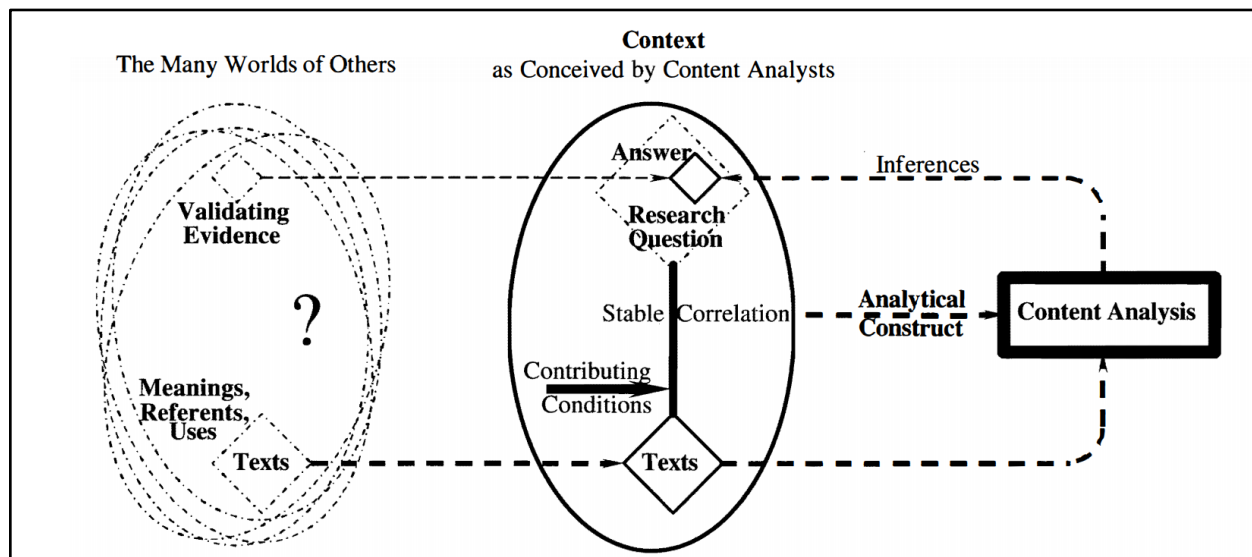 The Many Worlds of Others
Context
as Conceived by Content Analysts
Validating
Evidence
?
Meanings,
Referents,
Uses
Texts
Answer
Research
Question
Stable Correlation
Contributing
Conditions
Texts
Inferences
Analytical
Construct
Content Analysis